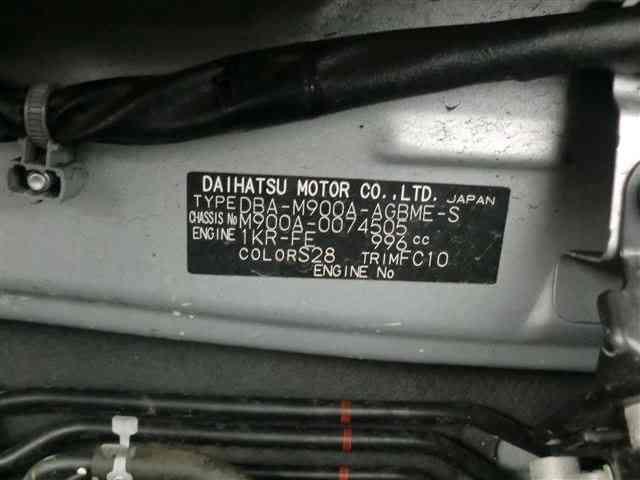 DAIHATSU MOTOR CO.,LTD. JAPAN
TYPE DBA-M900A-AGBME-S
CHASSIS No M900A-0074505
ENGINE 1KR-FE 996 cc
COLOR S28 TRIM FC10
ENGINE No